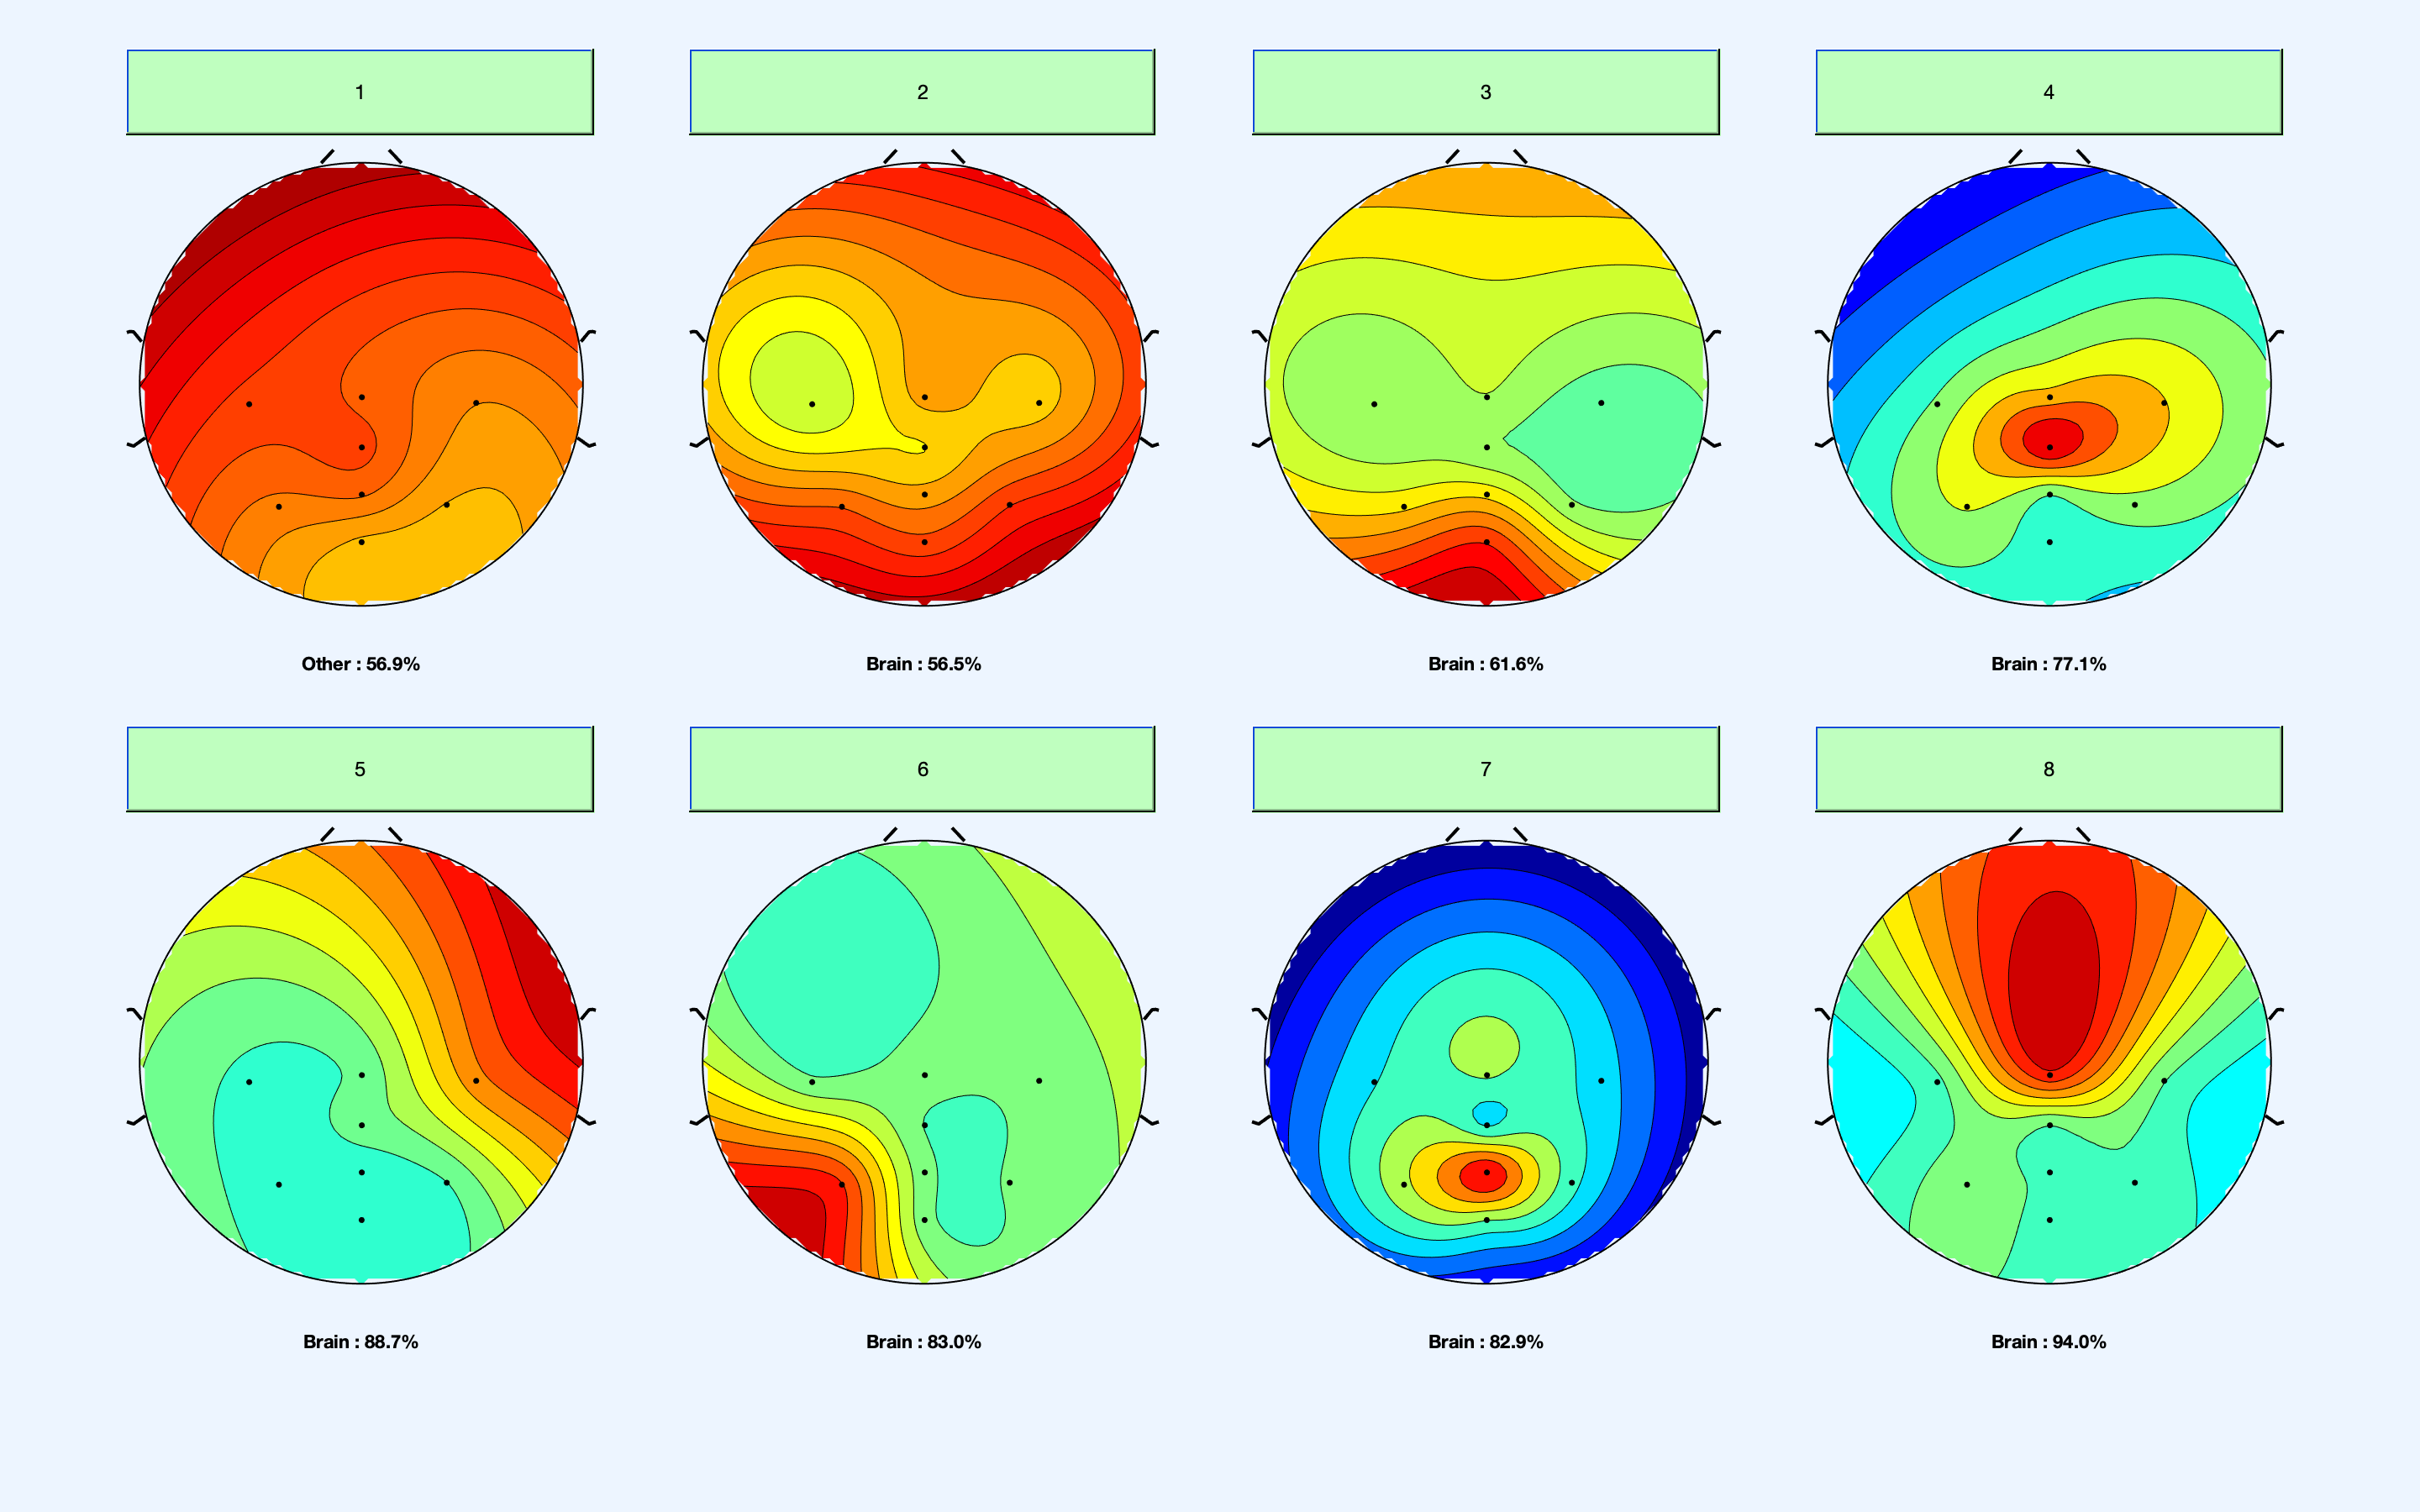 1
2
3
4
Other : 56.9%
Brain : 56.5%
Brain : 61.6%
Brain : 77.1%
5
6
7
8
Brain : 88.7%
Brain : 83.0%
Brain : 82.9%
Brain : 94.0%